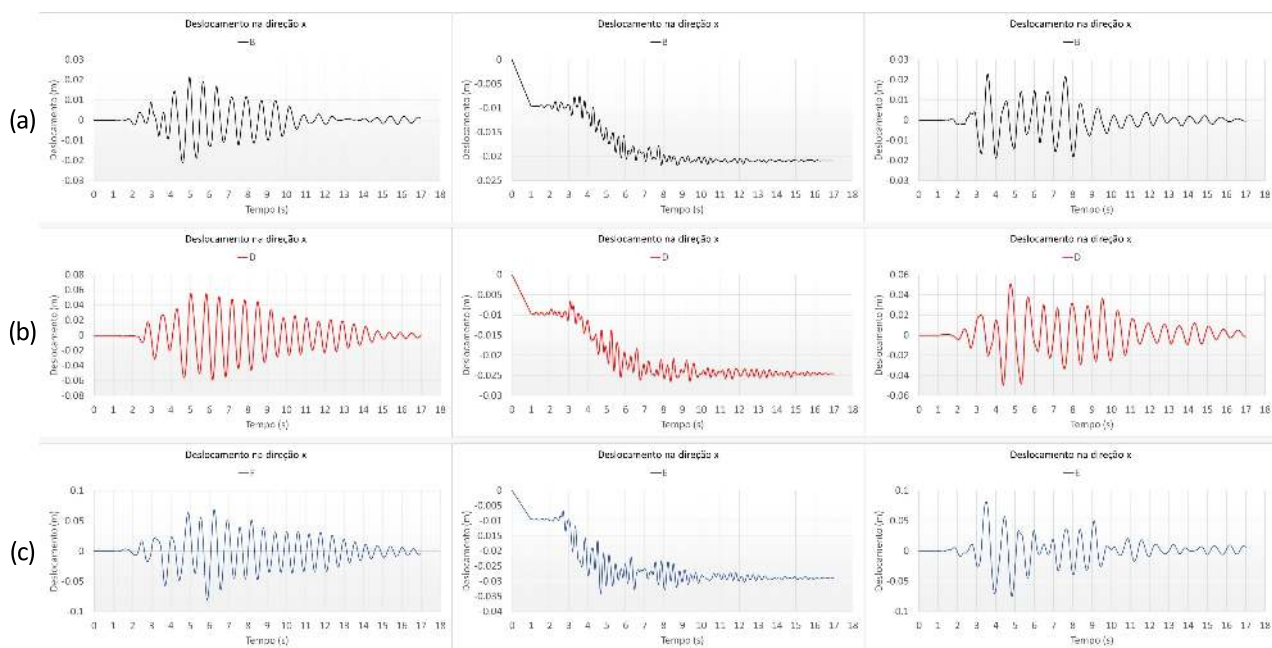 (a)
Deslocamento na direção x
B
Deslocamento (m)
0.03
0.02
0.01
0
-0.01
-0.02
-0.03
0 1 2 3 4 5 6 7 8 9 10 11 12 13 14 15 16 17 18
Tempo (s)
Deslocamento na direção x
B
Deslocamento (m)
0
-0.005
-0.01
-0.015
-0.02
-0.025
0 1 2 3 4 5 6 7 8 9 10 11 12 13 14 15 16 17 18
Tempo (s)
Deslocamento na direção x
B
Deslocamento (m)
0.03
0.02
0.01
0
-0.01
-0.02
-0.03
0 1 2 3 4 5 6 7 8 9 10 11 12 13 14 15 16 17 18
Tempo (s)
(b)
Deslocamento na direção x
D
Deslocamento (m)
0.08
0.06
0.04
0.02
0
-0.02
-0.04
-0.06
-0.08
0 1 2 3 4 5 6 7 8 9 10 11 12 13 14 15 16 17 18
Tempo (s)
Deslocamento na direção x
D
Deslocamento (m)
0
-0.005
-0.01
-0.015
-0.02
-0.025
-0.03
0 1 2 3 4 5 6 7 8 9 10 11 12 13 14 15 16 17 18
Tempo (s)
Deslocamento na direção x
D
Deslocamento (m)
0.06
0.04
0.02
0
-0.02
-0.04
-0.06
0 1 2 3 4 5 6 7 8 9 10 11 12 13 14 15 16 17 18
Tempo (s)
(c)
Deslocamento na direção x
Deslocamento (m)
0.1
0.05
0
-0.05
-0.1
0 1 2 3 4 5 6 7 8 9 10 11 12 13 14 15 16 17 18
Tempo (s)
Deslocamento na direção x
Deslocamento (m)
0
-0.005
-0.01
-0.015
-0.02
-0.025
-0.03
-0.035
-0.04
0 1 2 3 4 5 6 7 8 9 10 11 12 13 14 15 16 17 18
Tempo (s)
Deslocamento na direção x
Deslocamento (m)
0.1
0.05
0
-0.05
-0.1
0 1 2 3 4 5 6 7 8 9 10 11 12 13 14 15 16 17 18
Tempo (s)